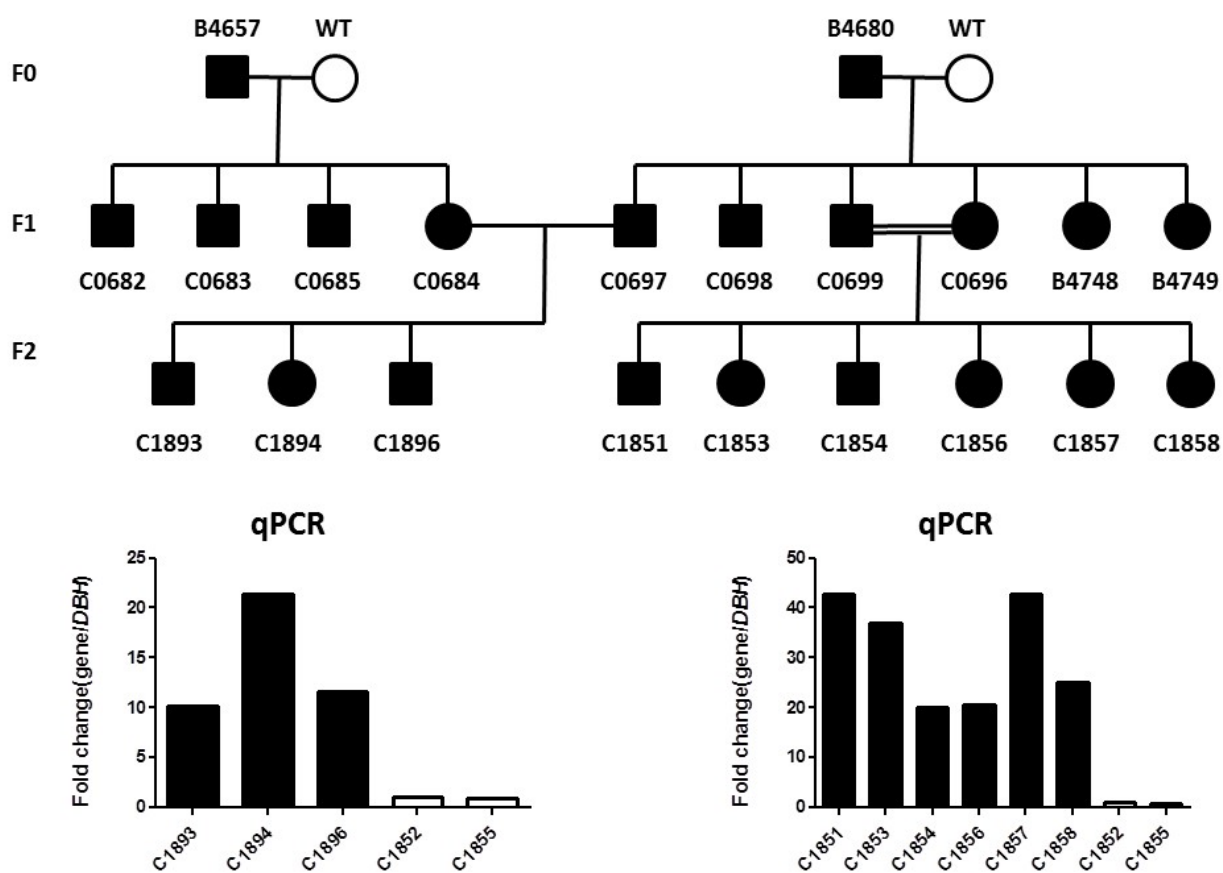 B4657 WT B4680 WT
F0
F1
C0682 C0683 C0685 C0684 C0697 C0698 C0699 C0696 B4748 B4749
F2
C1893 C1894 C1896 C1851 C1853 C1854 C1856 C1857 C1858
qPCR
Fold change(gene/DBH)
25
20
15
10
5
0
C1893 C1894 C1896 C1852 C1855
qPCR
Fold change(gene/DBH)
50
40
30
20
10
0
C1851 C1853 C1854 C1856 C1857 C1858 C1852 C1855